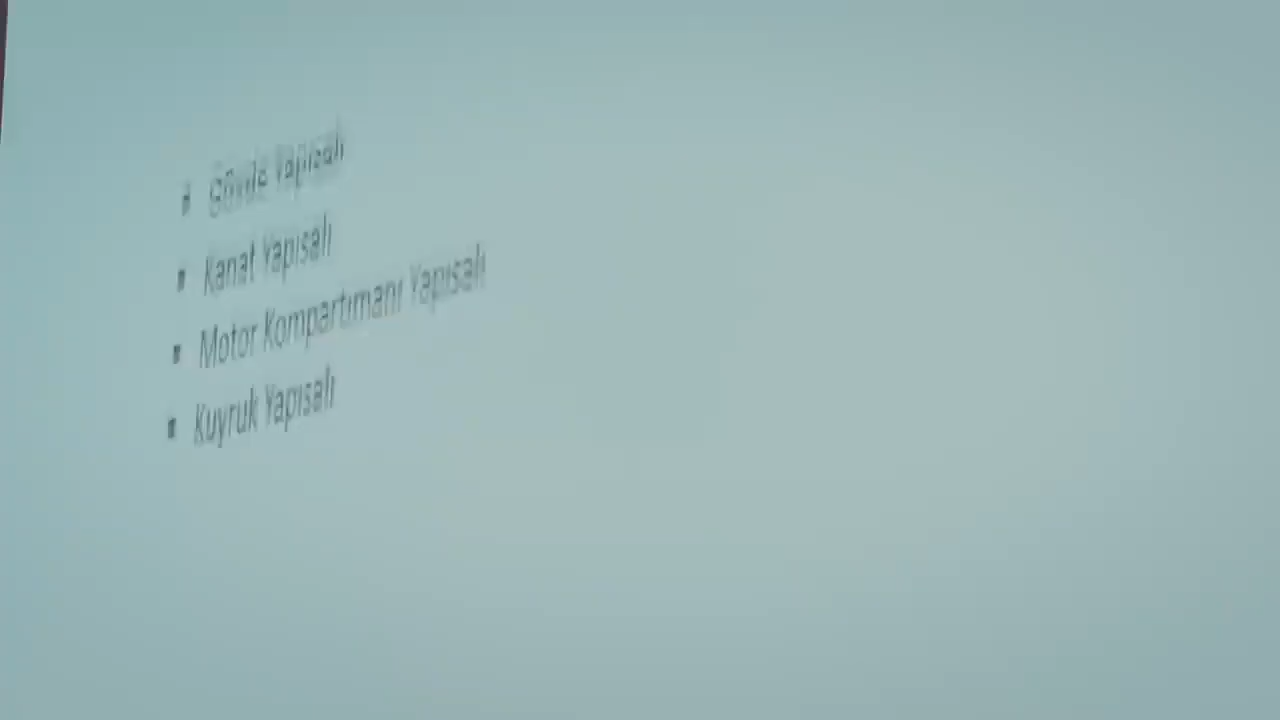 ▪ Gövde Yapısalı
▪ Kanat Yapısalı
▪ Motor Kompartımanı Yapısalı
▪ Kuyruk Yapısalı